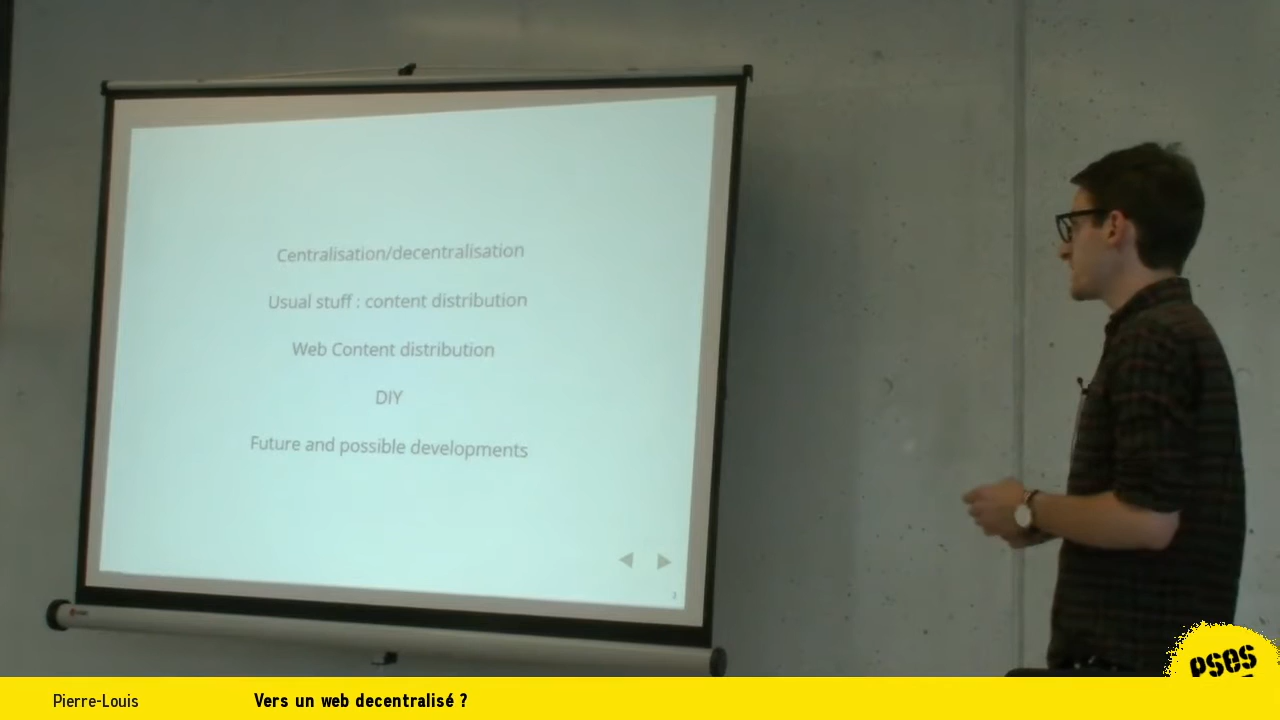 Centralisation/decentralisation
Usual stuff : content distribution
Web Content distribution
DIY
Future and possible developments
PSES
Pierre-Louis
Vers un web decentralisé ?